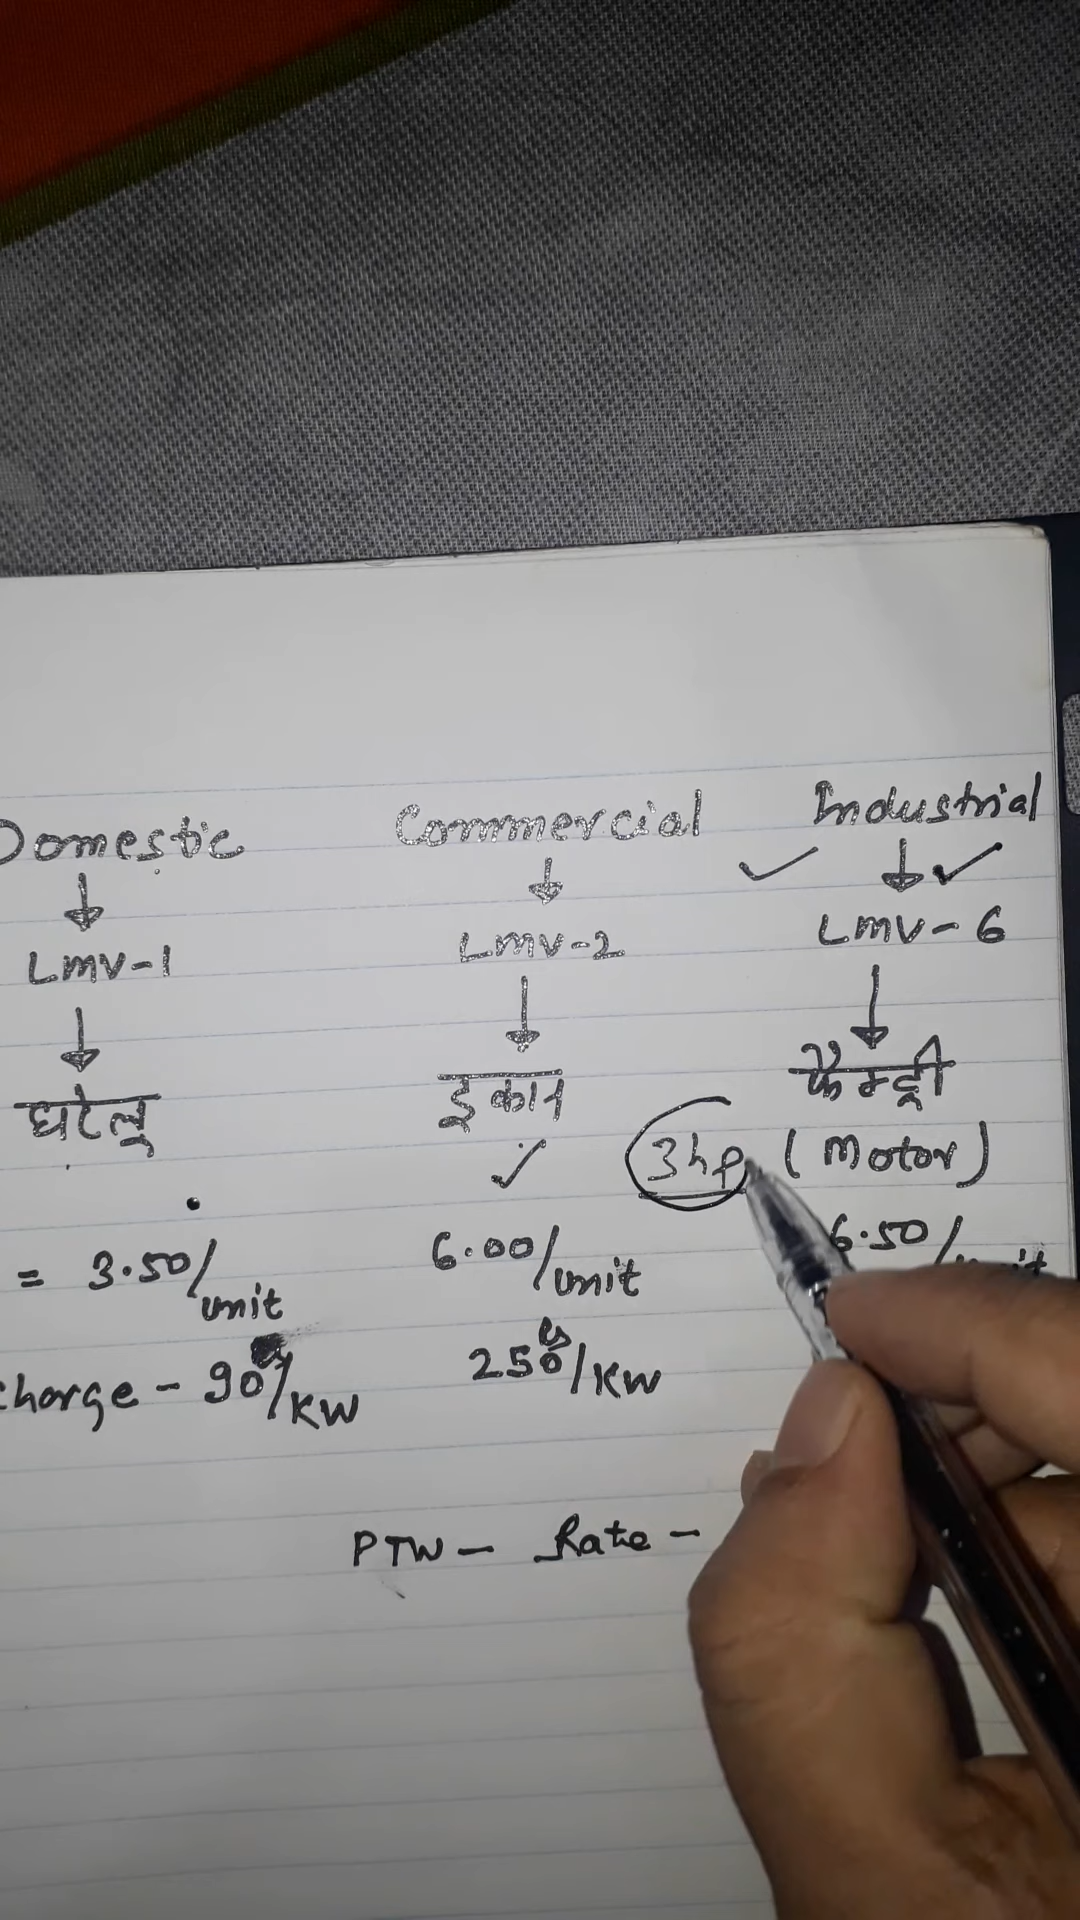 Domestic Commercial Industrial
LMV-1 LMV-2 LMV-6
घरेलू दुकान फैक्ट्री
3hp (Motor)
= 3.50/unit 6.00/unit 6.50/unit
charge - 90/KW 250/KW
PTW - Rate -